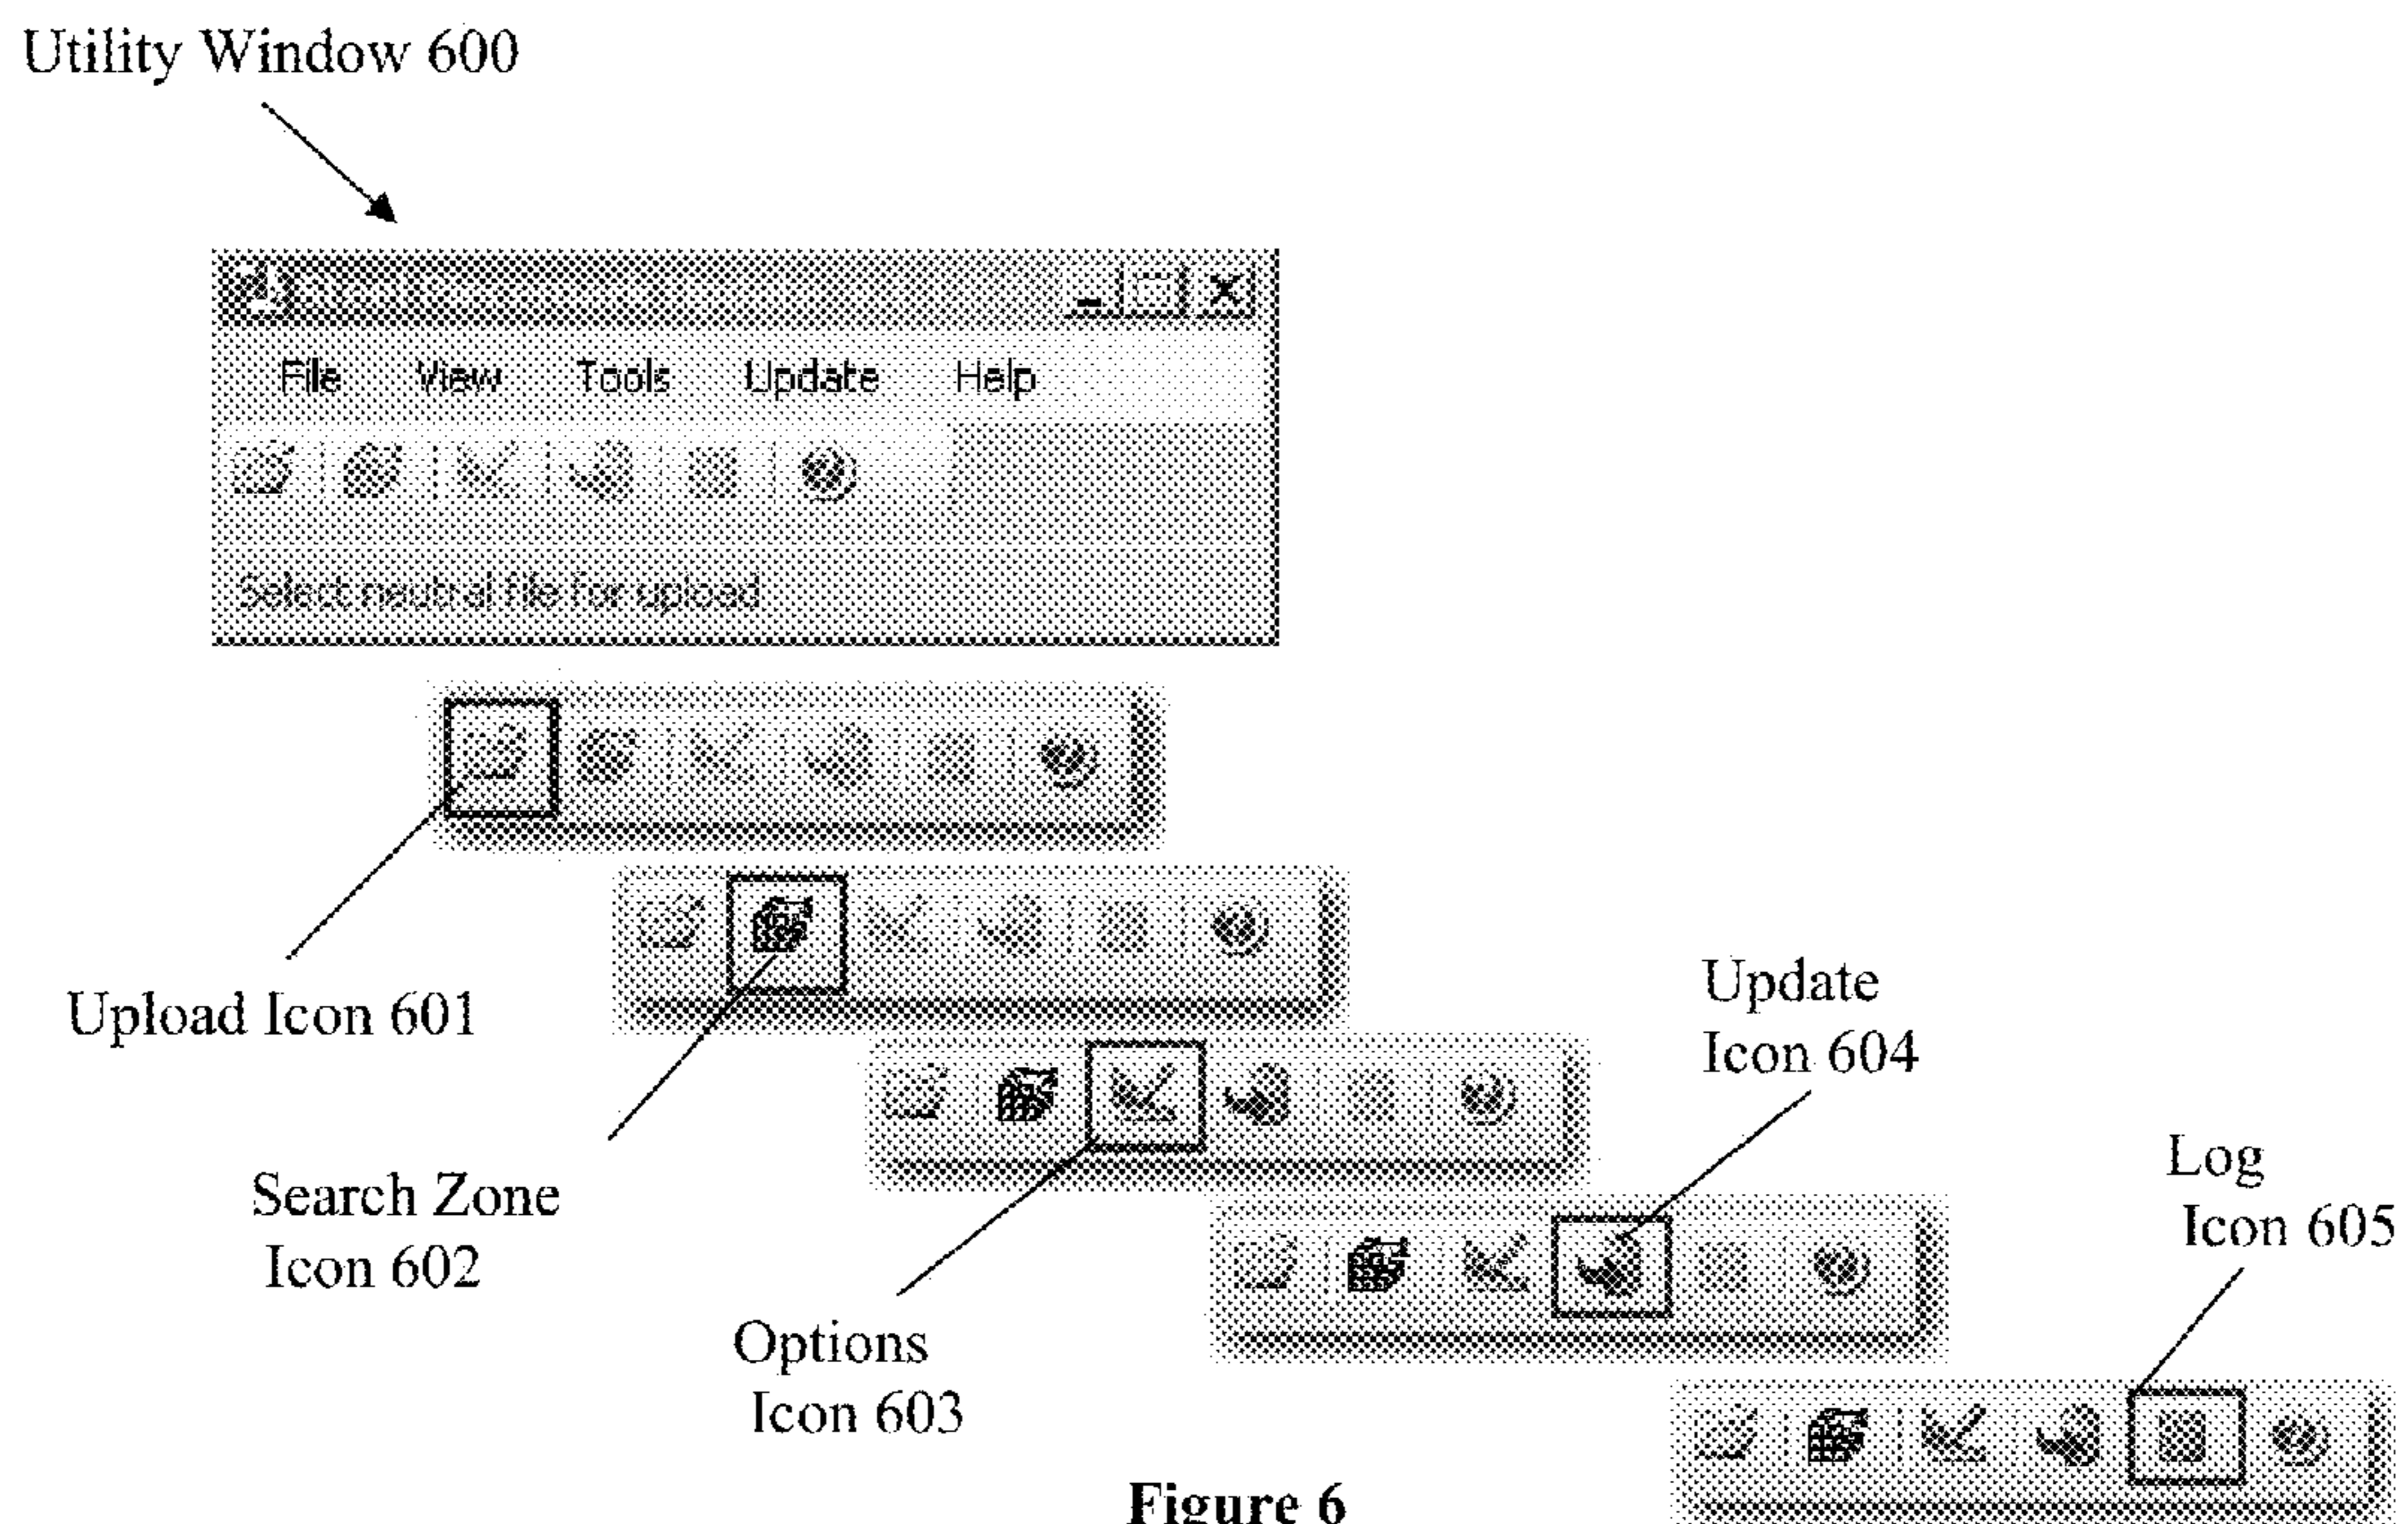 Utility Window 600
File View Tools Update Help
Select neutral file for upload
Upload Icon 601
Search Zone
Icon 602
Options
Icon 603
Update
Icon 604
Log
Icon 605
Figure 6